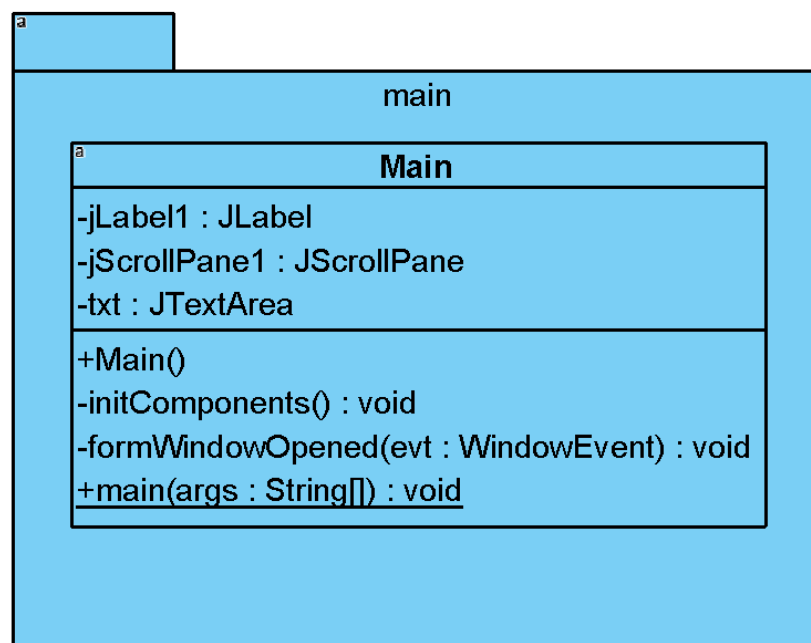 a
main
a
Main
-jLabel1 : JLabel
-jScrollPane1 : JScrollPane
-txt : JTextArea
+Main()
-initComponents() : void
-formWindowOpened(evt : WindowEvent) : void
+main(args : String[]) : void